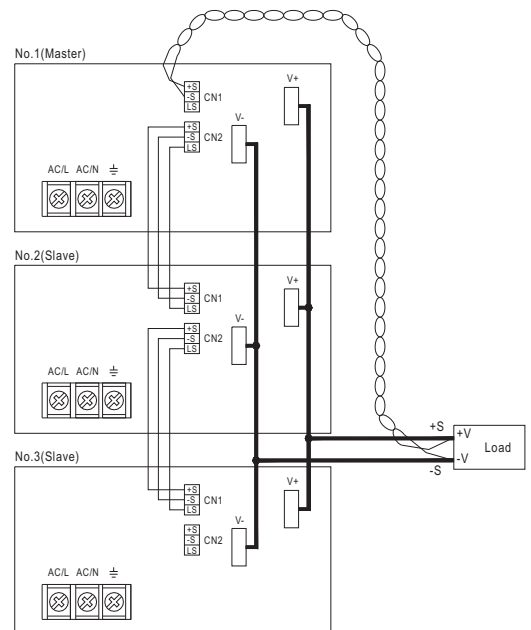 No.1(Master)
+S
-S CN1
LS
V+
+S
-S CN2
LS
V-
AC/L AC/N
No.2(Slave)
+S
-S CN1
LS
V+
+S
-S CN2
LS
V-
AC/L AC/N
+S
+V
Load
-V
-S
No.3(Slave)
+S
-S CN1
LS
V+
+S
-S CN2
LS
V-
AC/L AC/N